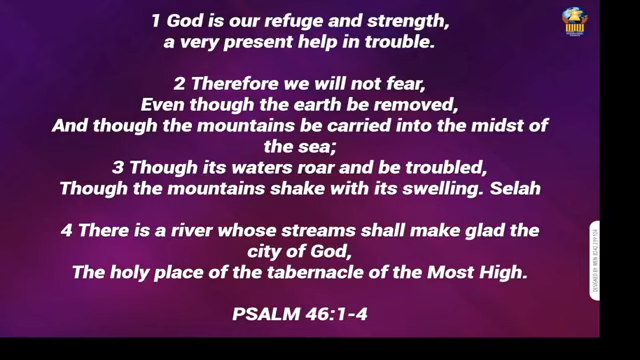 1 God is our refuge and strength,
a very present help in trouble.
2 Therefore we will not fear,
Even though the earth be removed,
And though the mountains be carried into the midst of
the sea;
3 Though its waters roar and be troubled,
Though the mountains shake with its swelling. Selah
4 There is a river whose streams shall make glad the
city of God,
The holy place of the tabernacle of the Most High.
PSALM 46:1-4
DESIGNED BY